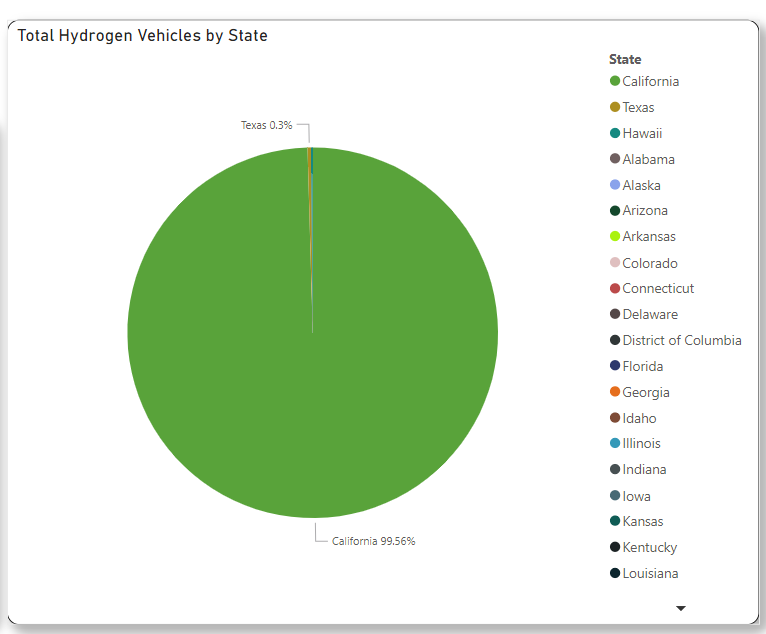 Total Hydrogen Vehicles by State
State
California
Texas
Hawaii
Alabama
Alaska
Arizona
Arkansas
Colorado
Connecticut
Delaware
District of Columbia
Florida
Georgia
Idaho
Illinois
Indiana
Iowa
Kansas
Kentucky
Louisiana
Texas 0.3%
California 99.56%